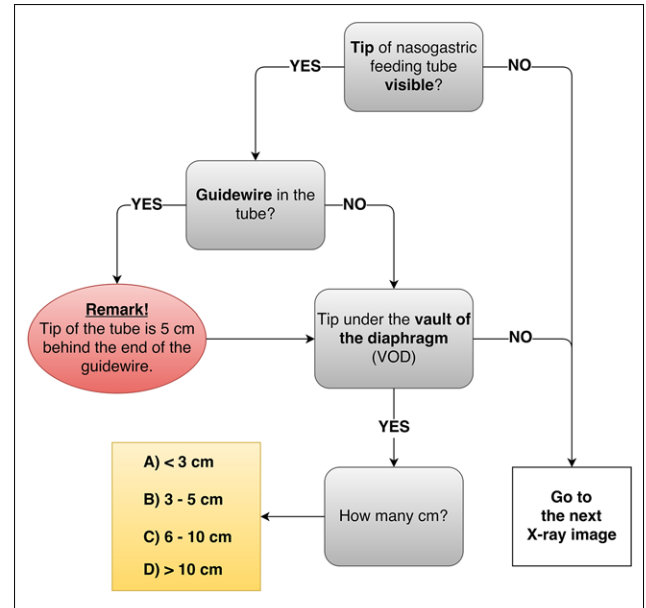 Tip of nasogastric
feeding tube
visible?
YES
NO
Guidewire in the
tube?
YES
NO
Remark!
Tip of the tube is 5 cm
behind the end of the
guidewire.
Tip under the vault of
the diaphragm
(VOD)
NO
YES
A) < 3 cm
B) 3 - 5 cm
C) 6 - 10 cm
D) > 10 cm
How many cm?
Go to
the next
X-ray image